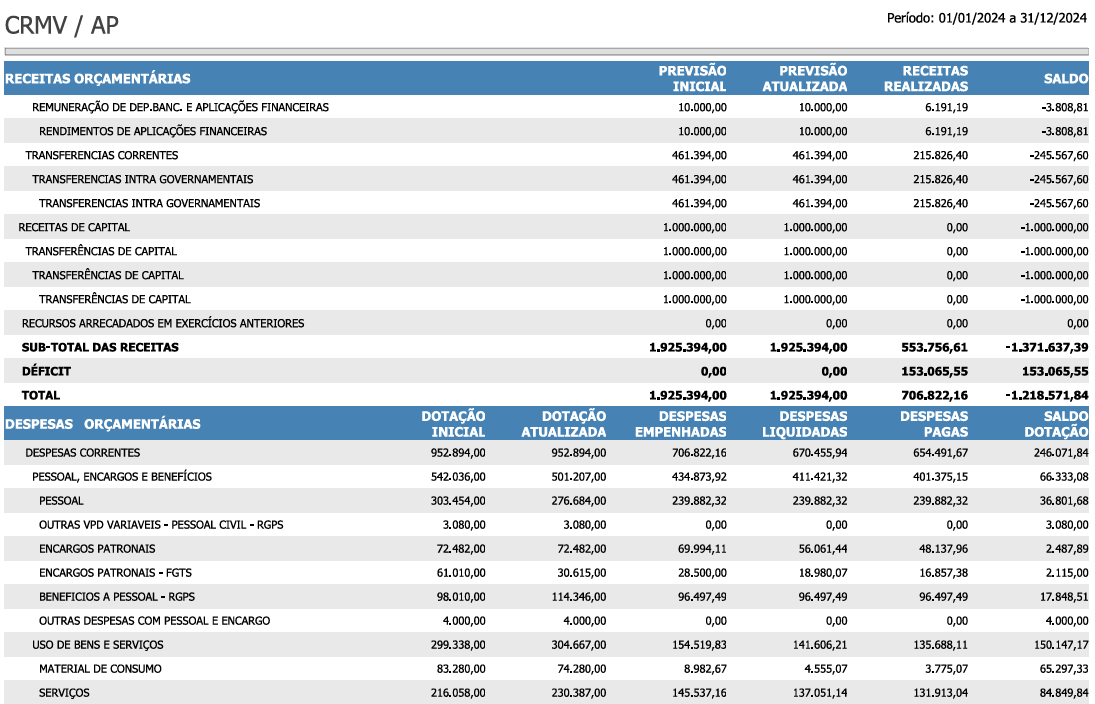 CRMV / AP
Período: 01/01/2024 a 31/12/2024
RECEITAS ORÇAMENTÁRIAS PREVISÃO INICIAL PREVISÃO ATUALIZADA RECEITAS REALIZADAS SALDO
REMUNERAÇÃO DE DEP.BANC. E APLICAÇÕES FINANCEIRAS 10.000,00 10.000,00 6.191,19 -3.808,81
RENDIMENTOS DE APLICAÇÕES FINANCEIRAS 10.000,00 10.000,00 6.191,19 -3.808,81
TRANSFERENCIAS CORRENTES 461.394,00 461.394,00 215.826,40 -245.567,60
TRANSFERENCIAS INTRA GOVERNAMENTAIS 461.394,00 461.394,00 215.826,40 -245.567,60
TRANSFERENCIAS INTRA GOVERNAMENTAIS 461.394,00 461.394,00 215.826,40 -245.567,60
RECEITAS DE CAPITAL 1.000.000,00 1.000.000,00 0,00 -1.000.000,00
TRANSFERÊNCIAS DE CAPITAL 1.000.000,00 1.000.000,00 0,00 -1.000.000,00
TRANSFERÊNCIAS DE CAPITAL 1.000.000,00 1.000.000,00 0,00 -1.000.000,00
TRANSFERÊNCIAS DE CAPITAL 1.000.000,00 1.000.000,00 0,00 -1.000.000,00
RECURSOS ARRECADADOS EM EXERCÍCIOS ANTERIORES 0,00 0,00 0,00 0,00
SUB-TOTAL DAS RECEITAS 1.925.394,00 1.925.394,00 553.756,61 -1.371.637,39
DÉFICIT 0,00 0,00 153.065,55 153.065,55
TOTAL 1.925.394,00 1.925.394,00 706.822,16 -1.218.571,84
DESPESAS ORÇAMENTÁRIAS DOTAÇÃO INICIAL DOTAÇÃO ATUALIZADA DESPESAS EMPENHADAS DESPESAS LIQUIDADAS DESPESAS PAGAS SALDO DOTAÇÃO
DESPESAS CORRENTES 952.894,00 952.894,00 706.822,16 670.455,94 654.491,67 246.071,84
PESSOAL, ENCARGOS E BENEFÍCIOS 542.036,00 501.207,00 434.873,92 411.421,32 401.375,15 66.333,08
PESSOAL 303.454,00 276.684,00 239.882,32 239.882,32 239.882,32 36.801,68
OUTRAS VPD VARIAVEIS - PESSOAL CIVIL - RGPS 3.080,00 3.080,00 0,00 0,00 0,00 3.080,00
ENCARGOS PATRONAIS 72.482,00 72.482,00 69.994,11 56.061,44 48.137,96 2.487,89
ENCARGOS PATRONAIS - FGTS 61.010,00 30.615,00 28.500,00 18.980,07 16.857,38 2.115,00
BENEFICIOS A PESSOAL - RGPS 98.010,00 114.346,00 96.497,49 96.497,49 96.497,49 17.848,51
OUTRAS DESPESAS COM PESSOAL E ENCARGO 4.000,00 4.000,00 0,00 0,00 0,00 4.000,00
USO DE BENS E SERVIÇOS 299.338,00 304.667,00 154.519,83 141.606,21 135.688,11 150.147,17
MATERIAL DE CONSUMO 83.280,00 74.280,00 8.982,67 4.555,07 3.775,07 65.297,33
SERVIÇOS 216.058,00 230.387,00 145.537,16 137.051,14 131.913,04 84.849,84